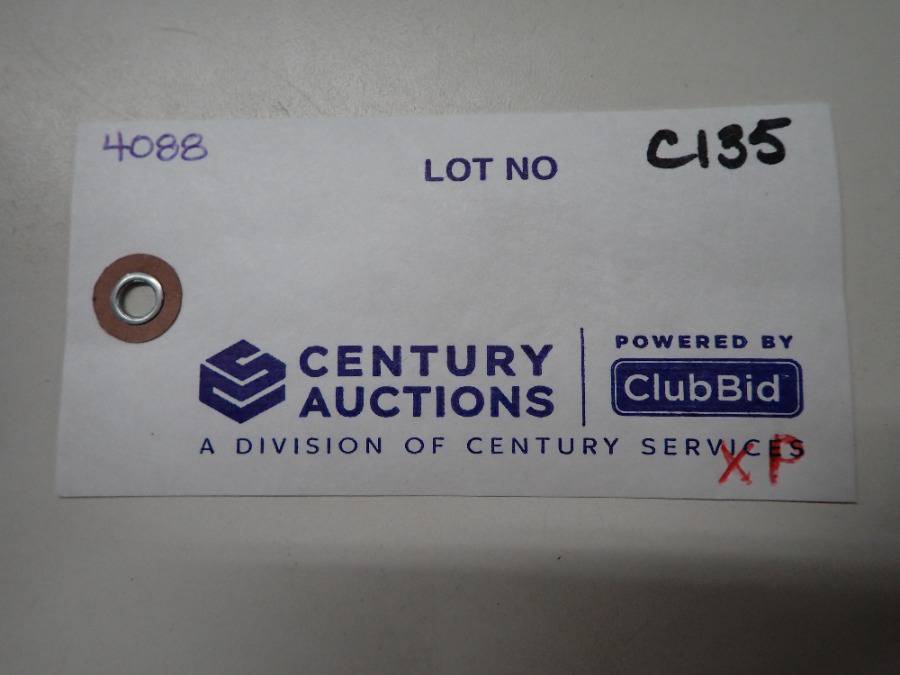 4088
LOT NO
C135
CENTURY
AUCTIONS
POWERED BY
ClubBid
A DIVISION OF CENTURY SERVICES
XP